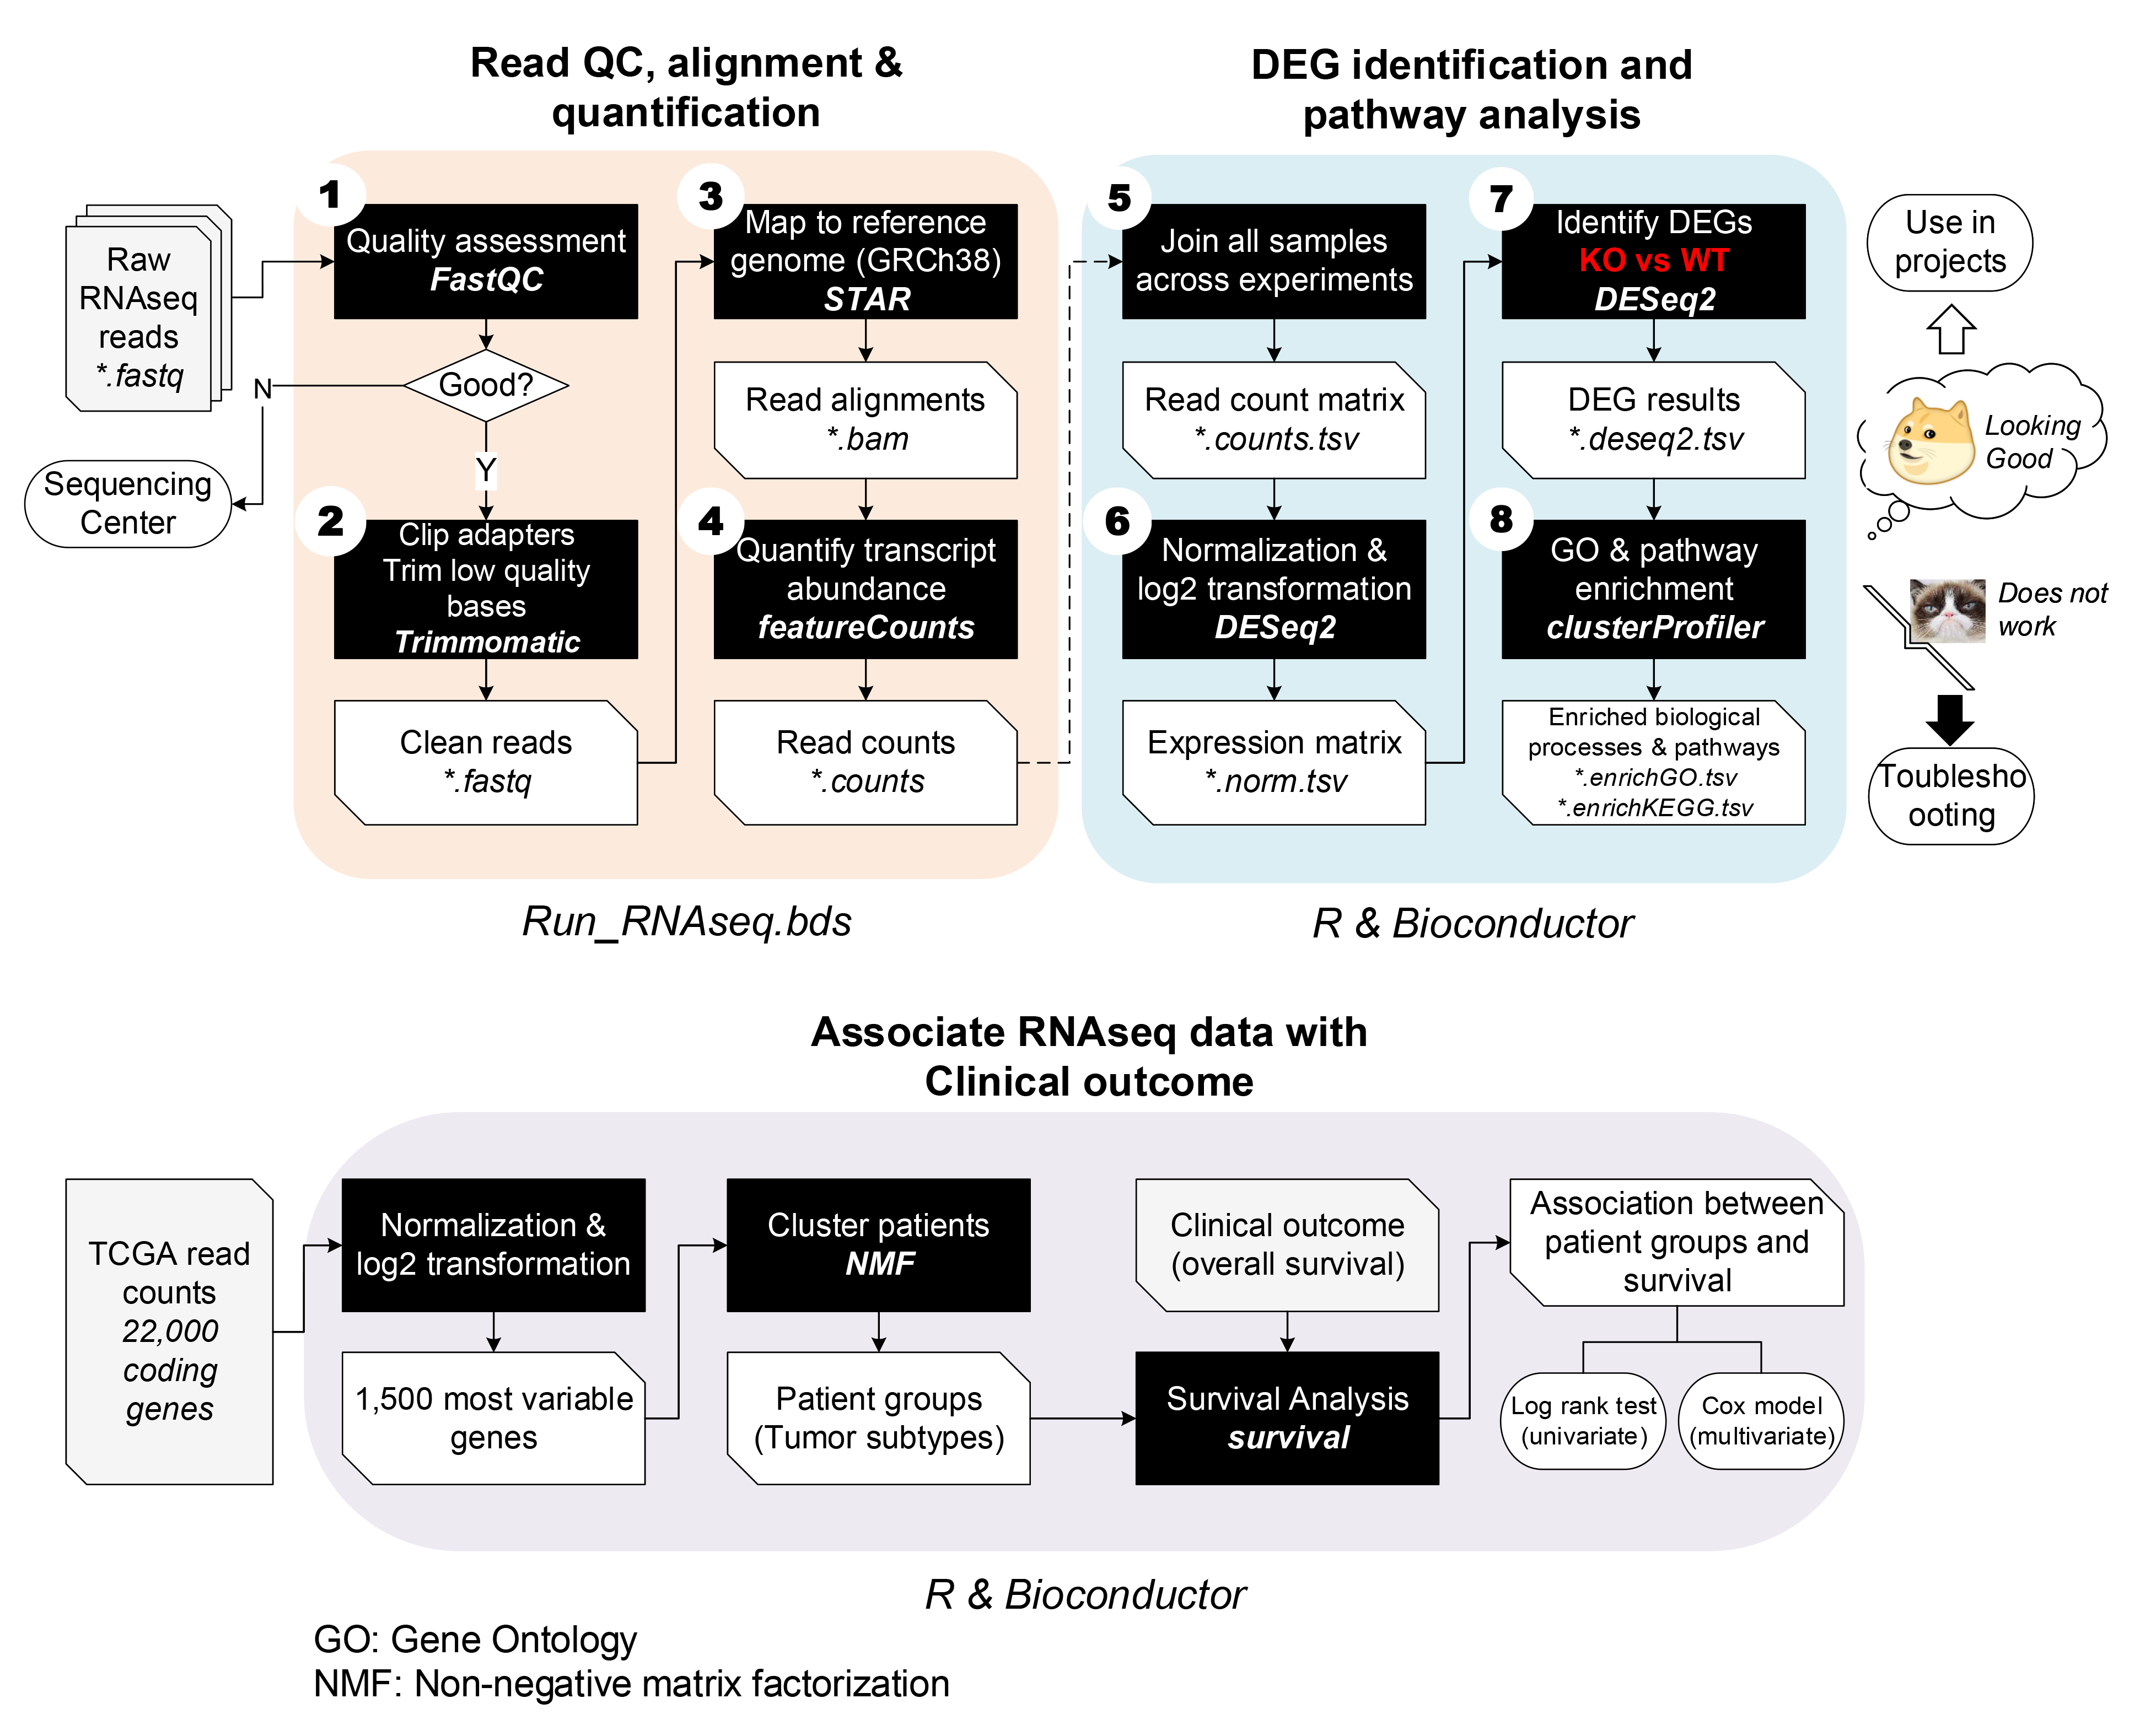 Read QC, alignment &
quantification
DEG identification and
pathway analysis
Raw
RNAseq
reads
*.fastq
1
Quality assessment
FastQC
Good?
N
Y
Sequencing
Center
2
Clip adapters
Trim low quality
bases
Trimmomatic
Clean reads
*.fastq
3
Map to reference
genome (GRCh38)
STAR
Read alignments
*.bam
4
Quantify transcript
abundance
featureCounts
Read counts
*.counts
5
Join all samples
across experiments
Read count matrix
*.counts.tsv
6
Normalization &
log2 transformation
DESeq2
Expression matrix
*.norm.tsv
7
Identify DEGs
KO vs WT
DESeq2
DEG results
*.deseq2.tsv
8
GO & pathway
enrichment
clusterProfiler
Enriched biological
processes & pathways
*.enrichGO.tsv
*.enrichKEGG.tsv
Use in
projects
Looking
Good
Does not
work
Toublesho
oting
Run_RNAseq.bds
R & Bioconductor
Associate RNAseq data with
Clinical outcome
TCGA read
counts
22,000
coding
genes
Normalization &
log2 transformation
1,500 most variable
genes
Cluster patients
NMF
Patient groups
(Tumor subtypes)
Clinical outcome
(overall survival)
Survival Analysis
survival
Association between
patient groups and
survival
Log rank test
(univariate)
Cox model
(multivariate)
R & Bioconductor
GO: Gene Ontology
NMF: Non-negative matrix factorization